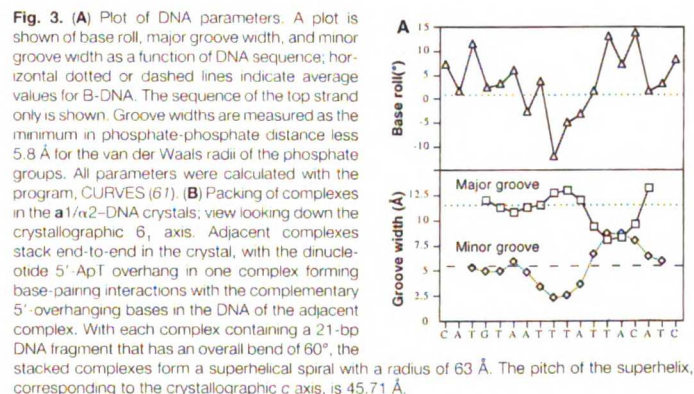 Fig. 3. (A) Plot of DNA parameters. A plot is
shown of base roll, major groove width, and minor
groove width as a function of DNA sequence; hor-
izontal dotted or dashed lines indicate average
values for B-DNA. The sequence of the top strand
only is shown. Groove widths are measured as the
minimum in phosphate-phosphate distance less
5.8 Å for the van der Waals radii of the phosphate
groups. All parameters were calculated with the
program, CURVES (61). (B) Packing of complexes
in the a1/α2–DNA crystals; view looking down the
crystallographic 6₁ axis. Adjacent complexes
stack end-to-end in the crystal, with the dinucle-
otide 5'-ApT overhang in one complex forming
base-pairing interactions with the complementary
5'-overhanging bases in the DNA of the adjacent
complex. With each complex containing a 21-bp
DNA fragment that has an overall bend of 60°, the
stacked complexes form a superhelical spiral with a radius of 63 Å. The pitch of the superhelix,
corresponding to the crystallographic c axis, is 45.71 Å.
A
Base roll(°)
15
10
5
0
-5
-10
Groove width (Å)
Major groove
Minor groove
12.5
10
7.5
5
2.5
0
C A T G T A A T T T A T T A C A T C